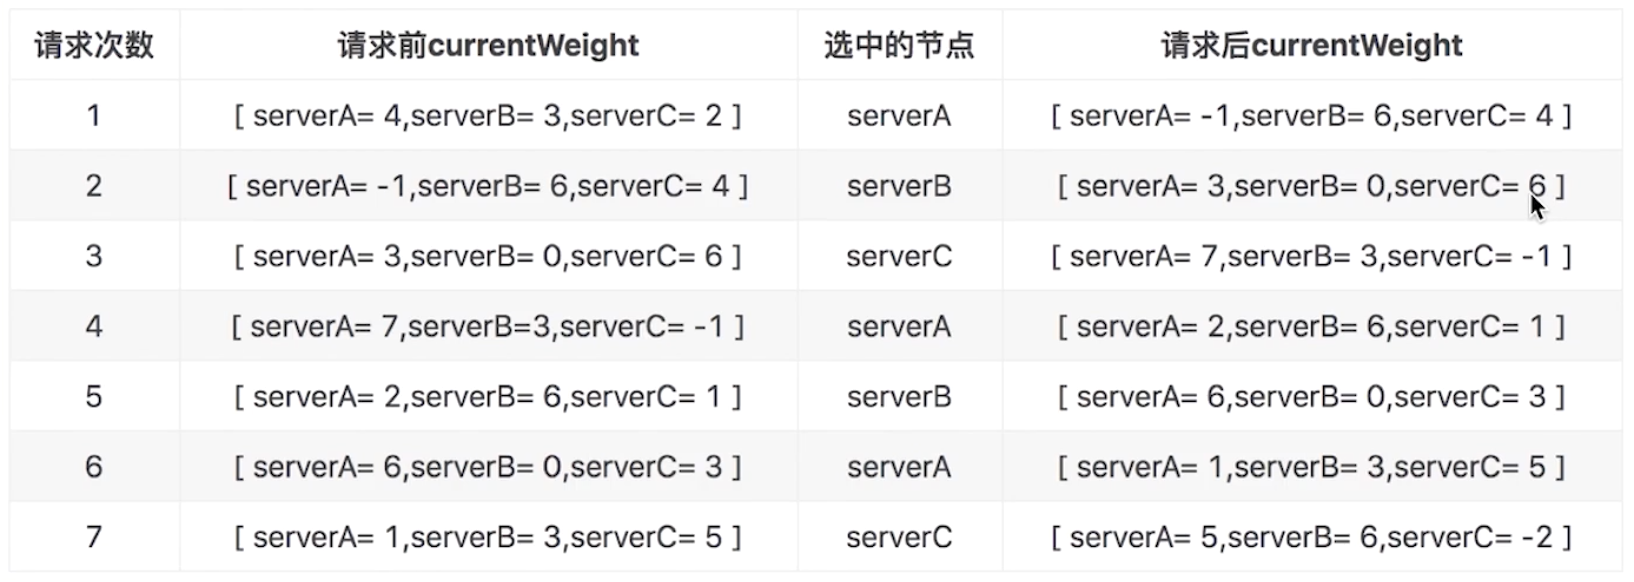 请求次数 请求前currentWeight 选中的节点 请求后currentWeight
1 [ serverA= 4,serverB= 3,serverC= 2 ] serverA [ serverA= -1,serverB= 6,serverC= 4 ]
2 [ serverA= -1,serverB= 6,serverC= 4 ] serverB [ serverA= 3,serverB= 0,serverC= 6 ]
3 [ serverA= 3,serverB= 0,serverC= 6 ] serverC [ serverA= 7,serverB= 3,serverC= -1 ]
4 [ serverA= 7,serverB=3,serverC= -1 ] serverA [ serverA= 2,serverB= 6,serverC= 1 ]
5 [ serverA= 2,serverB= 6,serverC= 1 ] serverB [ serverA= 6,serverB= 0,serverC= 3 ]
6 [ serverA= 6,serverB= 0,serverC= 3 ] serverA [ serverA= 1,serverB= 3,serverC= 5 ]
7 [ serverA= 1,serverB= 3,serverC= 5 ] serverC [ serverA= 5,serverB= 6,serverC= -2 ]